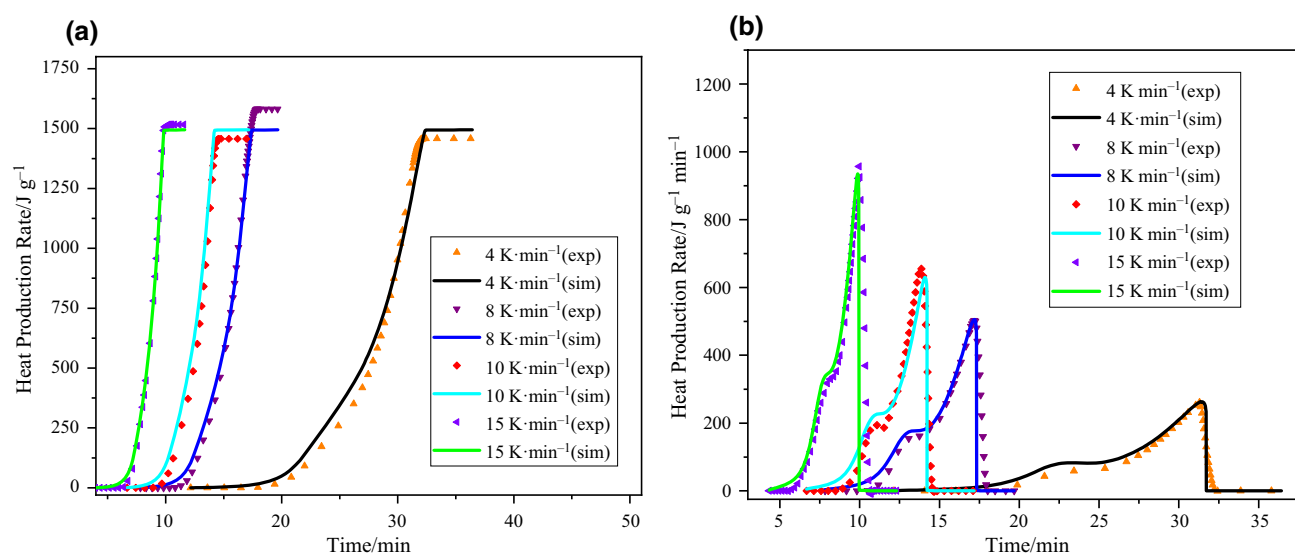 (a)
Heat Production Rate/J g⁻¹
1750
1500
1250
1000
750
500
250
0
10
20
30
40
50
Time/min
4 K·min⁻¹(exp)
4 K·min⁻¹(sim)
8 K·min⁻¹(exp)
8 K·min⁻¹(sim)
10 K·min⁻¹(exp)
10 K·min⁻¹(sim)
15 K·min⁻¹(exp)
15 K·min⁻¹(sim)
(b)
Heat Production Rate/J g⁻¹ min⁻¹
1200
1000
800
600
400
200
0
5
10
15
20
25
30
35
Time/min
4 K min⁻¹(exp)
4 K·min⁻¹(sim)
8 K min⁻¹(exp)
8 K min⁻¹(sim)
10 K min⁻¹(exp)
10 K min⁻¹(sim)
15 K min⁻¹(exp)
15 K min⁻¹(sim)